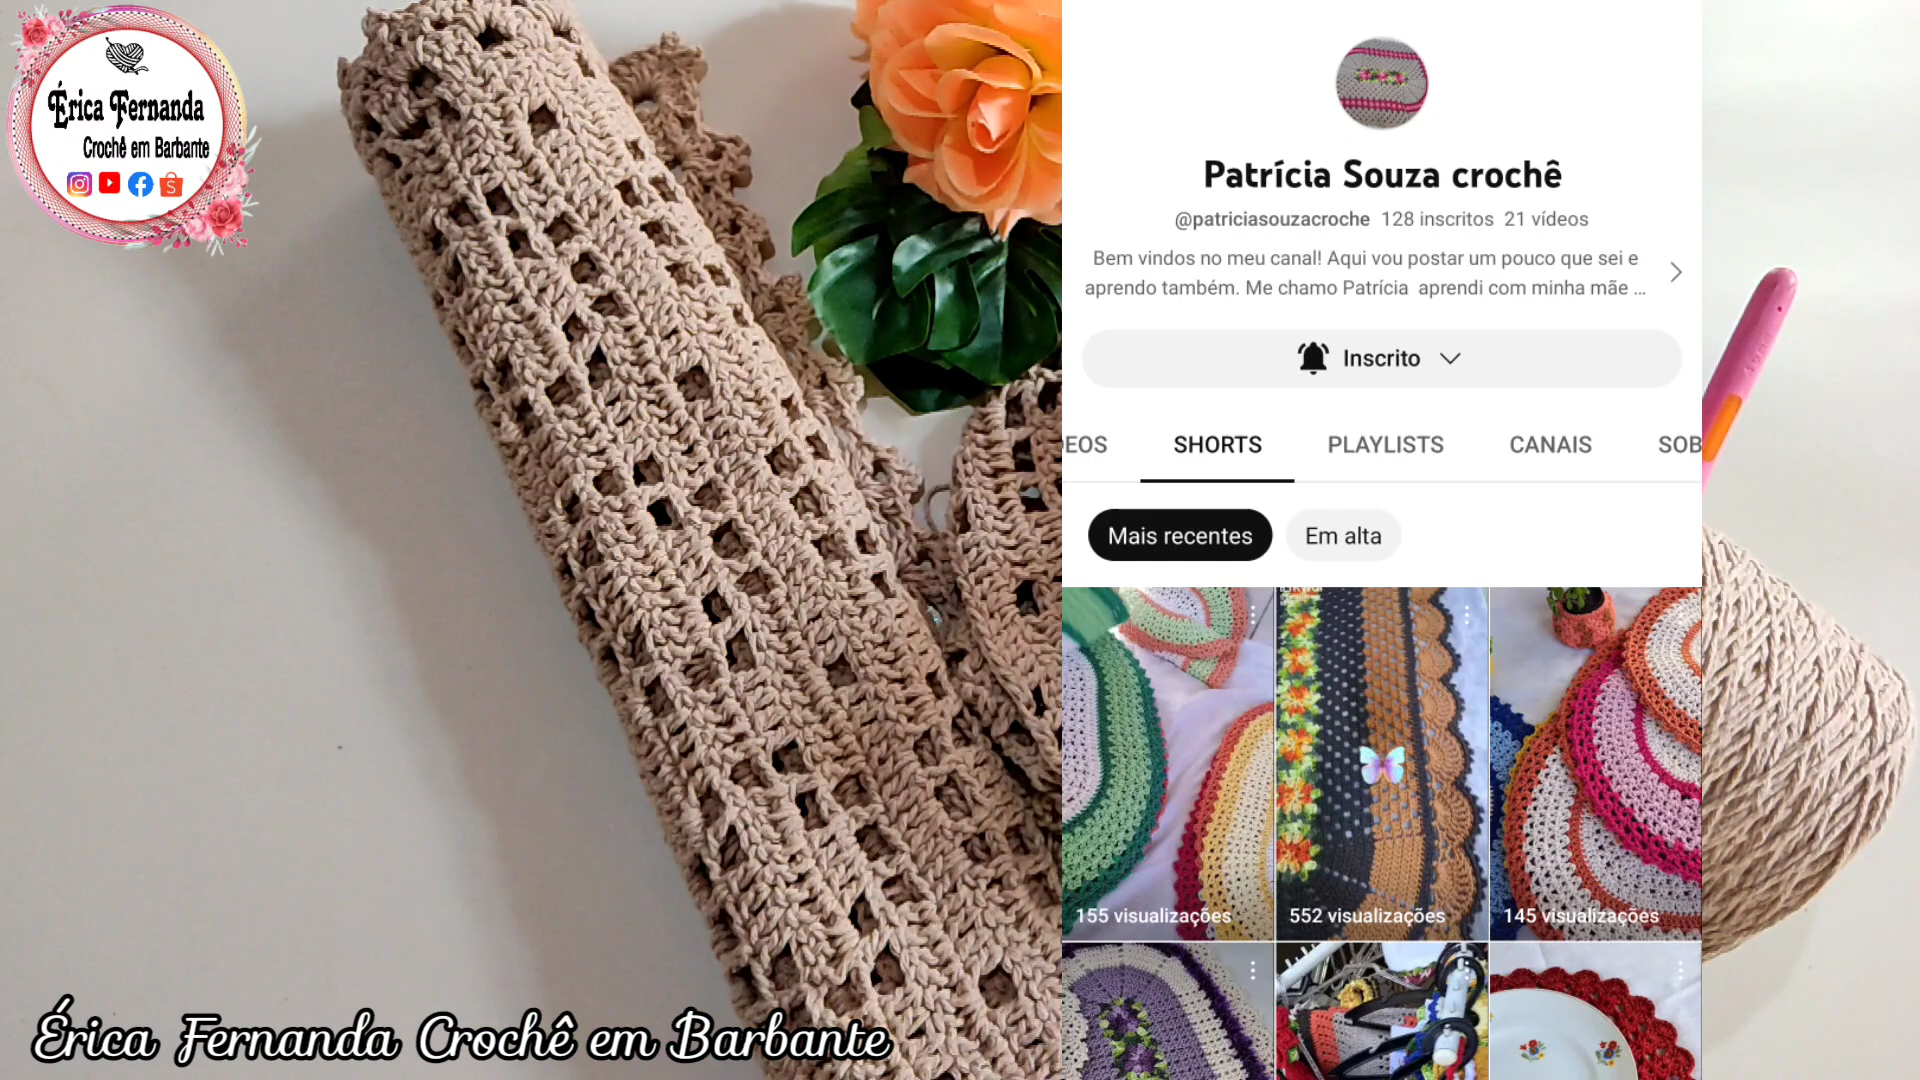 Érica Fernanda
Crochê em Barbante
Patrícia Souza crochê
@patriciasouzacroche 128 inscritos 21 vídeos
Bem vindos no meu canal! Aqui vou postar um pouco que sei e
aprendo também. Me chamo Patrícia aprendi com minha mãe ...
Inscrito
EOS SHORTS PLAYLISTS CANAIS SOB
Mais recentes Em alta
155 visualizações 552 visualizações 145 visualizações
Érica Fernanda Crochê em Barbante